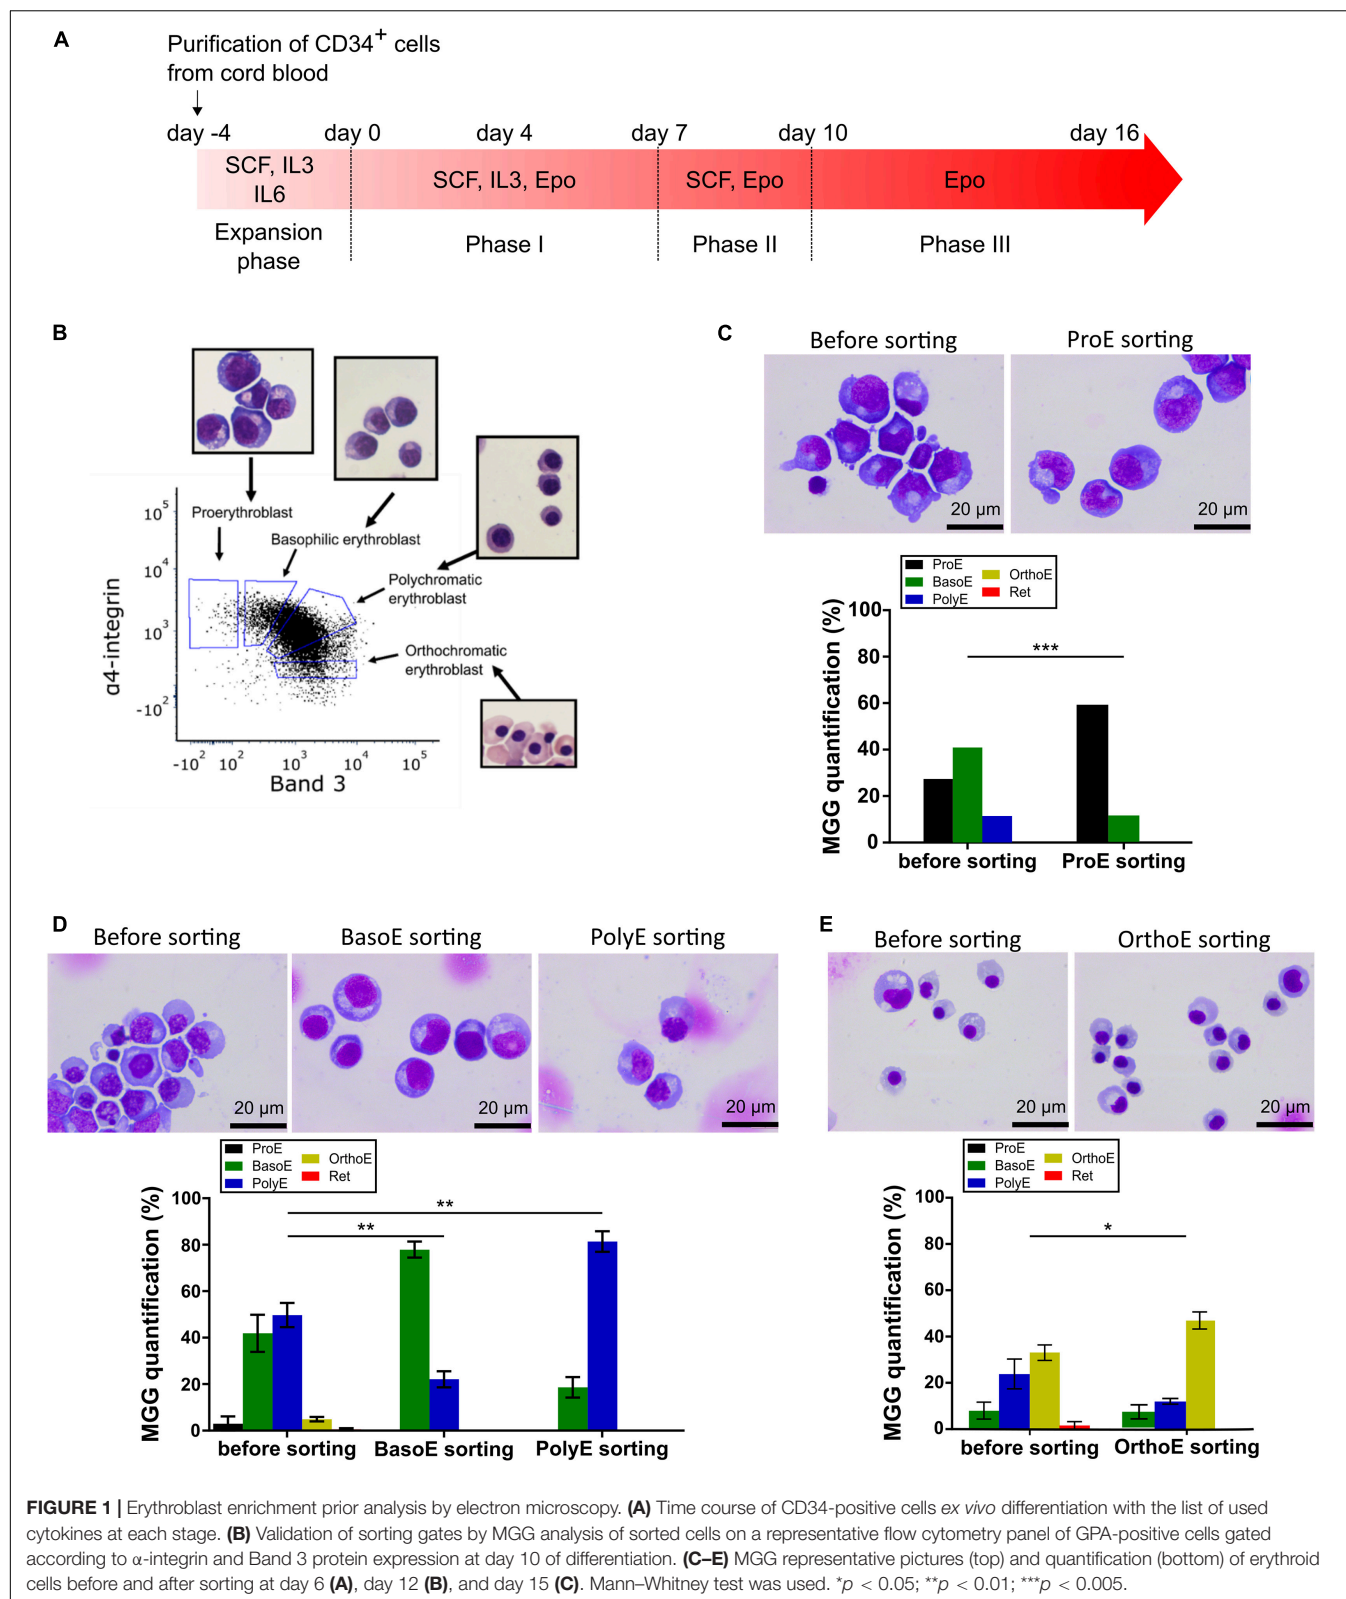 A
Purification of CD34+ cells
from cord blood
day -4
day 0
day 4
day 7
day 10
day 16
SCF, IL3
IL6
SCF, IL3, Epo
SCF, Epo
Epo
Expansion
phase
Phase I
Phase II
Phase III
B
Proerythroblast
Basophilic erythroblast
Polychromatic
erythroblast
Orthochromatic
erythroblast
α4-integrin
10^5
10^4
10^3
-10^2
-10^2 10^2 10^3 10^4 10^5
Band 3
C
Before sorting
ProE sorting
20 µm
20 µm
ProE
BasoE
PolyE
OrthoE
Ret
MGG quantification (%)
100
80
60
40
20
0
***
before sorting
ProE sorting
D
Before sorting
BasoE sorting
PolyE sorting
20 µm
20 µm
20 µm
ProE
BasoE
PolyE
OrthoE
Ret
MGG quantification (%)
100
80
60
40
20
0
**
**
before sorting
BasoE sorting
PolyE sorting
E
Before sorting
OrthoE sorting
20 µm
20 µm
ProE
BasoE
PolyE
OrthoE
Ret
MGG quantification (%)
100
80
60
40
20
0
*
before sorting
OrthoE sorting
FIGURE 1 | Erythroblast enrichment prior analysis by electron microscopy. (A) Time course of CD34-positive cells ex vivo differentiation with the list of used
cytokines at each stage. (B) Validation of sorting gates by MGG analysis of sorted cells on a representative flow cytometry panel of GPA-positive cells gated
according to α-integrin and Band 3 protein expression at day 10 of differentiation. (C–E) MGG representative pictures (top) and quantification (bottom) of erythroid
cells before and after sorting at day 6 (A), day 12 (B), and day 15 (C). Mann–Whitney test was used. *p < 0.05; **p < 0.01; ***p < 0.005.